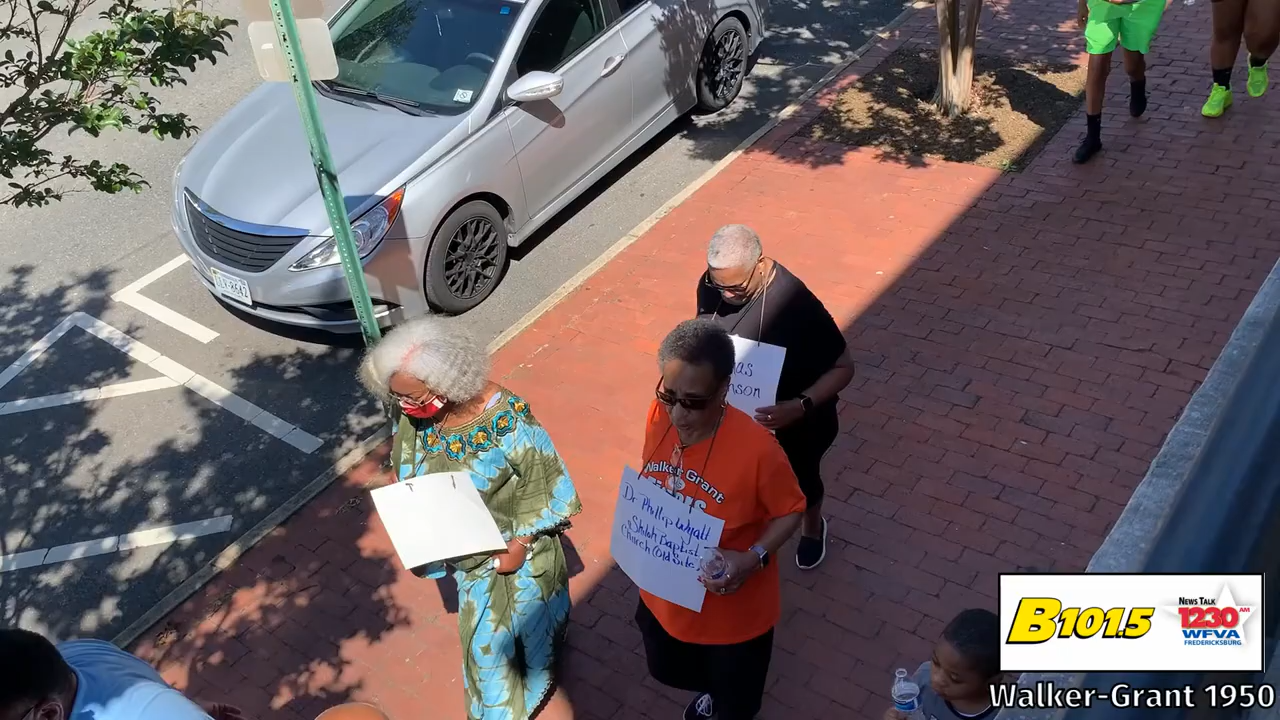 Walker-Grant
Dr Phillip Wyatt
Shiloh Baptist
Church (Old Site)
B101.5
NEWS TALK
1230 AM
WFVA
FREDERICKSBURG
Walker-Grant 1950